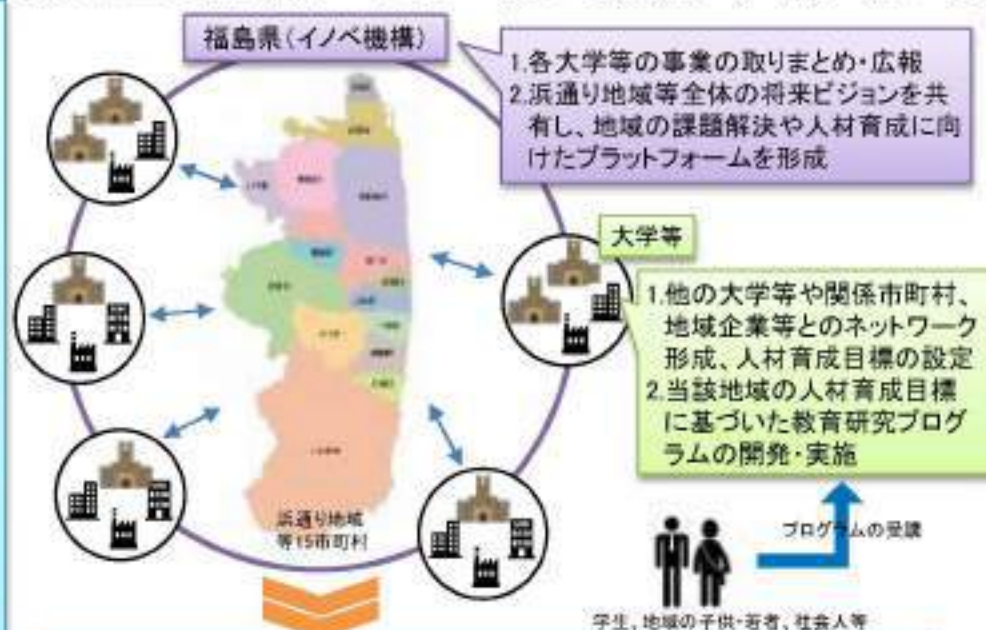 福島県(イノベ機構)
1.各大学等の事業の取りまとめ・広報
2.浜通り地域等全体の将来ビジョンを共
有し、地域の課題解決や人材育成に向
けたプラットフォームを形成
大学等
1.他の大学等や関係市町村、
地域企業等とのネットワーク
形成、人材育成目標の設定
2.当該地域の人材育成目標
に基づいた教育研究プログ
ラムの開発・実施
浜通り地域
等15市町村
プログラムの受講
学生、地域の子供・若者、社会人等